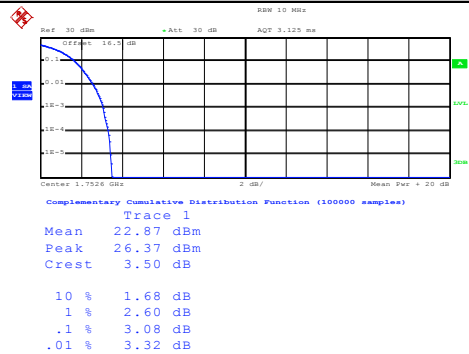 RBW 10 MHz
Ref 30 dBm Att 30 dB AQT 3.125 ms
Offset 16.5 dB
0.1
A
0.01
1 SA
VIEW
1E-3
LVL
1E-4
1E-5
3DB
Center 1.7526 GHz 2 dB/ Mean Pwr + 20 dB
Complementary Cumulative Distribution Function (100000 samples)
Trace 1
Mean 22.87 dBm
Peak 26.37 dBm
Crest 3.50 dB
10 % 1.68 dB
1 % 2.60 dB
.1 % 3.08 dB
.01 % 3.32 dB